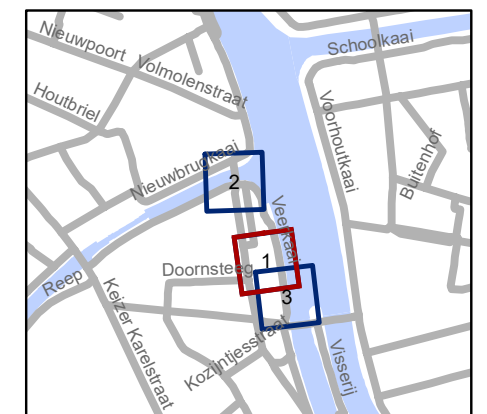 Nieuwpoort
Volmolenstraat
Schoolkaai
Houtbriel
Voorhoutkaai
Buitenhof
Nieuwbrugkaai
2
Veerkaai
1
Doornsteeg
Reep
3
Keizer Karelstraat
Kozijntjesstraat
Visserij